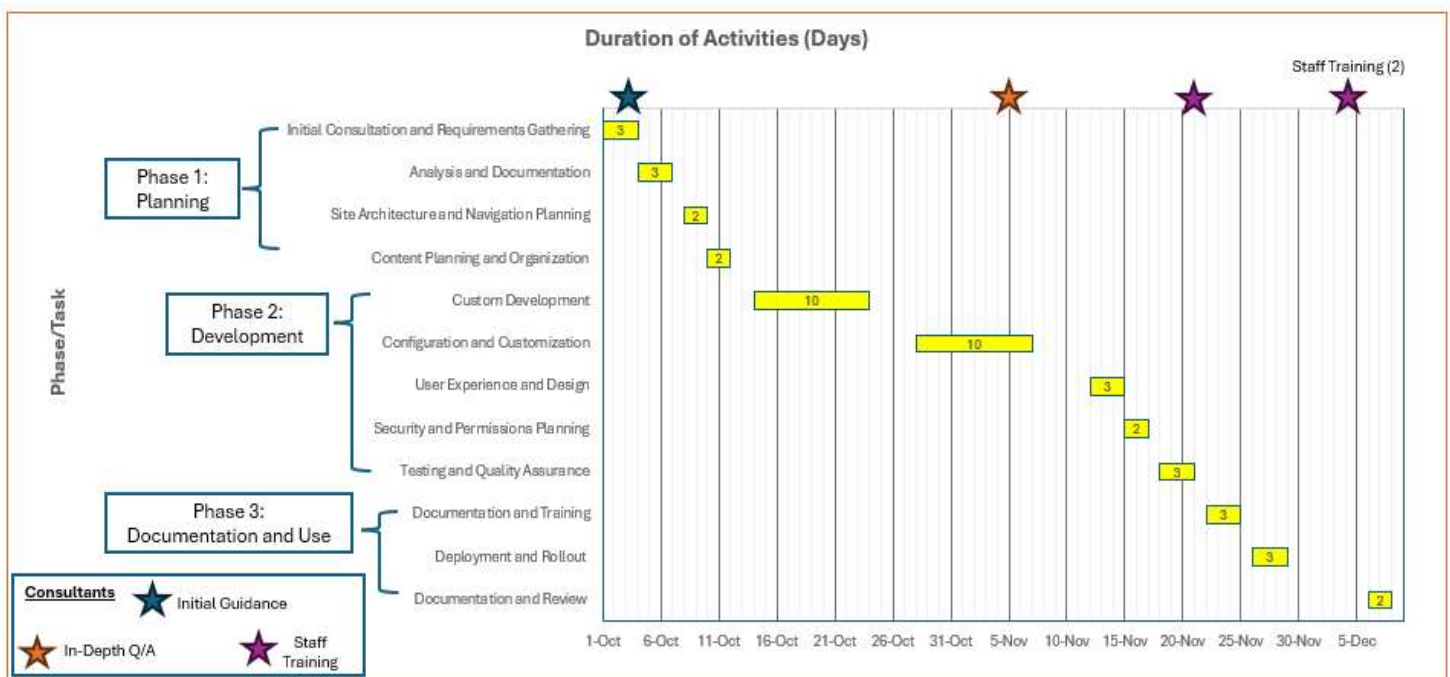 Duration of Activities (Days)
Staff Training (2)
Phase/Task
Phase 1:
Planning
Initial Consultation and Requirements Gathering
3
Analysis and Documentation
3
Site Architecture and Navigation Planning
2
Content Planning and Organization
2
Phase 2:
Development
Custom Development
10
Configuration and Customization
10
User Experience and Design
3
Security and Permissions Planning
2
Testing and Quality Assurance
3
Phase 3:
Documentation and Use
Documentation and Training
3
Deployment and Rollout
3
Documentation and Review
2
1-Oct 6-Oct 11-Oct 16-Oct 21-Oct 26-Oct 31-Oct 5-Nov 10-Nov 15-Nov 20-Nov 25-Nov 30-Nov 5-Dec
Consultants
Initial Guidance
In-Depth Q/A
Staff
Training